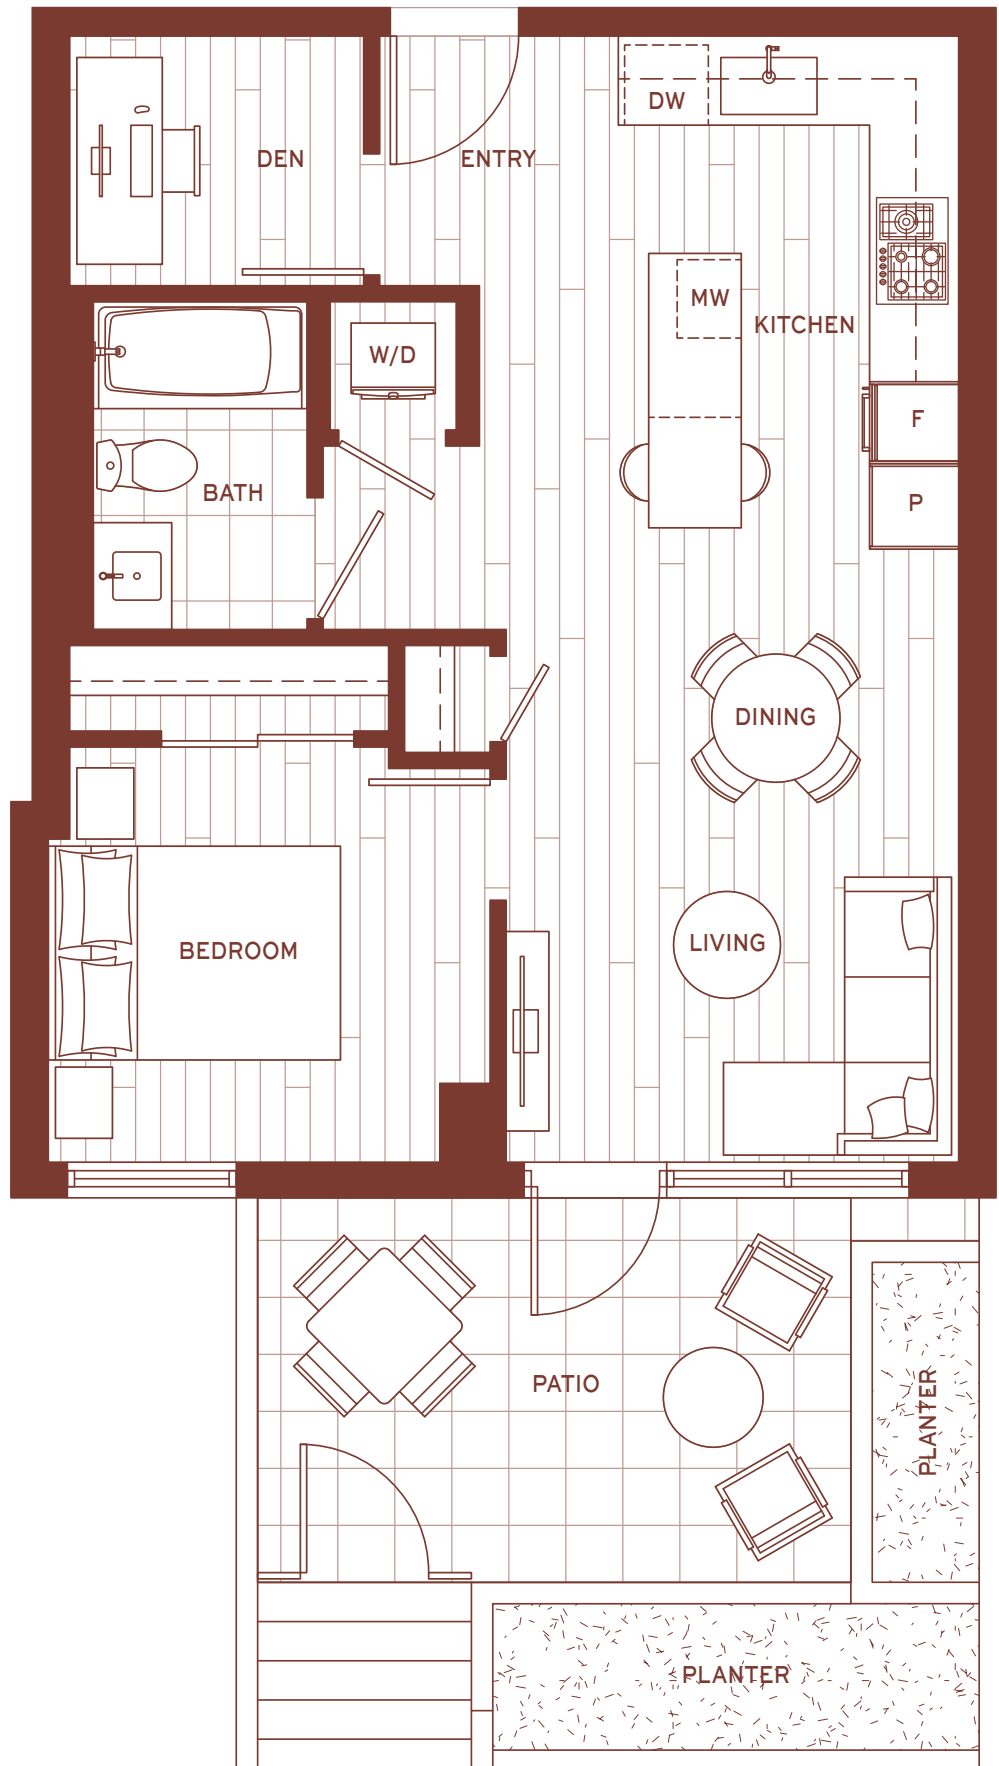 DW
DEN
ENTRY
MW
KITCHEN
W/D
F
BATH
P
DINING
LIVING
BEDROOM
PATIO
PLANTER
PLANTER